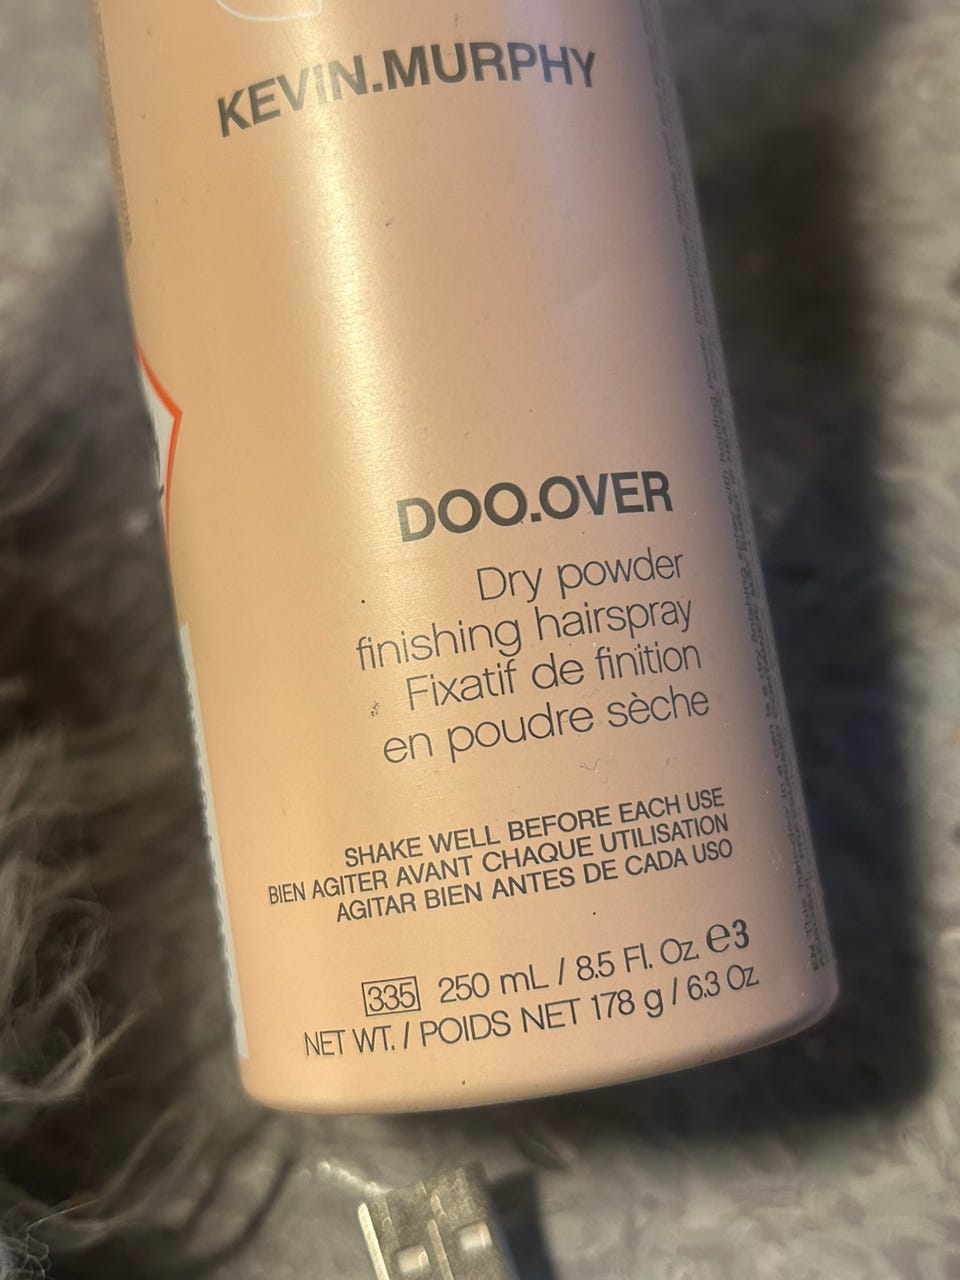 KEVIN.MURPHY
DOO.OVER
Dry powder
finishing hairspray
Fixatif de finition
en poudre sèche
SHAKE WELL BEFORE EACH USE
BIEN AGITER AVANT CHAQUE UTILISATION
AGITAR BIEN ANTES DE CADA USO
335 250 mL / 8.5 Fl. Oz ℮3
NET WT. / POIDS NET 178 g / 6.3 Oz